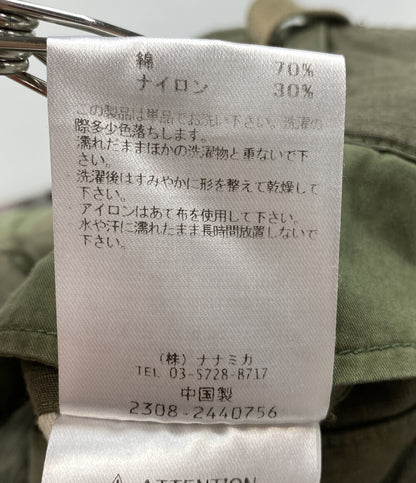 綿 70%
ナイロン 30%
この製品は単品でお洗い下さい。洗濯の
際多少色落ちします。
濡れたままほかの洗濯物と重ないで下
さい。
洗濯後はすみやかに形を整えて乾燥して
下さい。
アイロンはあて布を使用して下さい。
水や汗に濡れたまま長時間放置しないで
下さい。
(株) ナナミカ
TEL 03-5728-8717
中国製
2308-2440756
ATTENTION